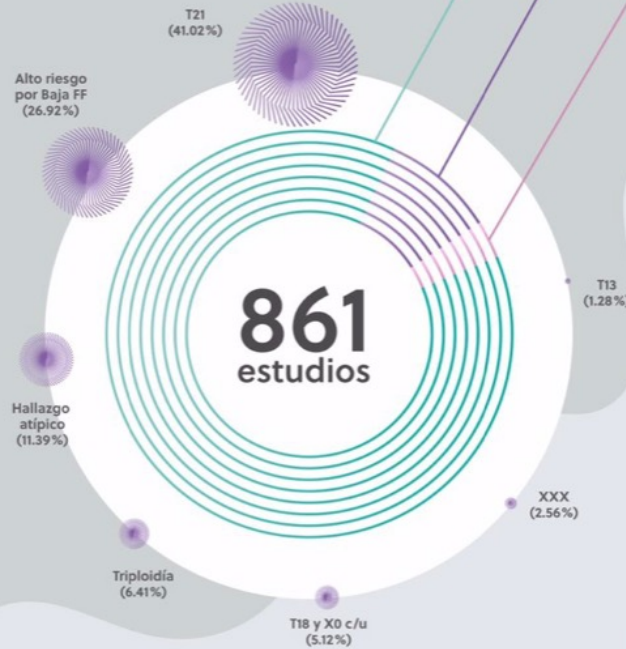 T21
(41.02%)
Alto riesgo
por Baja FF
(26.92%)
861
estudios
T13
(1.28%)
Hallazgo
atípico
(11.39%)
XXX
(2.56%)
Triploidía
(6.41%)
T18 y X0 c/u
(5.12%)